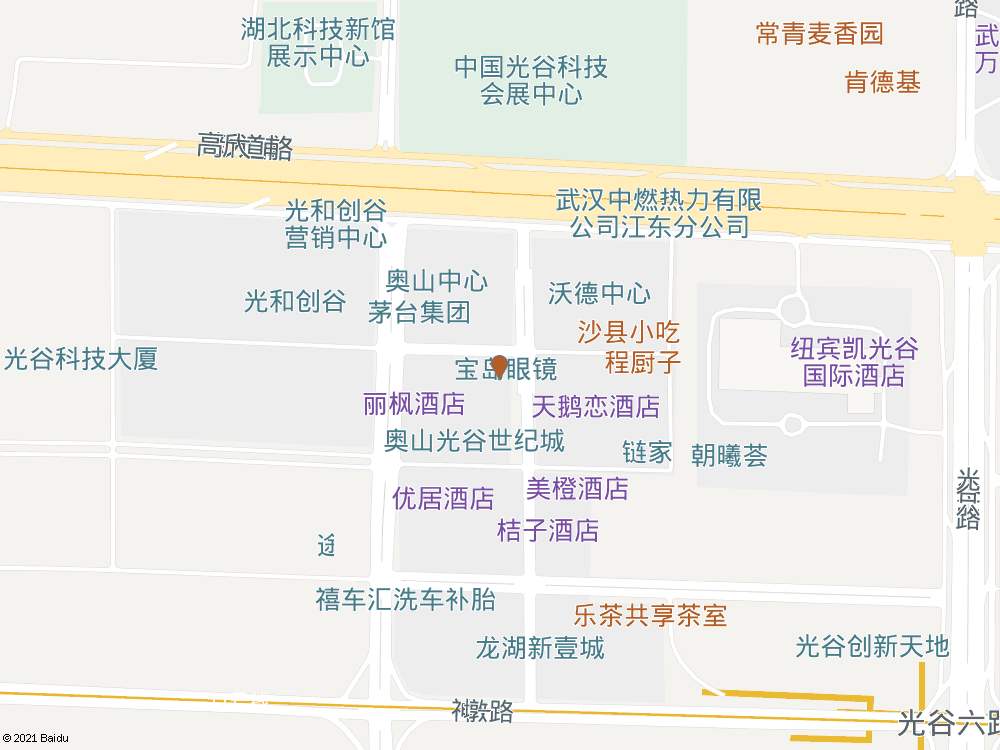 路
湖北科技新馆
展示中心
常青麦香园
武
万
中国光谷科技
会展中心
肯德基
武汉中燃热力有限
公司江东分公司
光和创谷
营销中心
奥山中心
沃德中心
光和创谷
茅台集团
沙县小吃
程厨子
纽宾凯光谷
国际酒店
光谷科技大厦
宝岛眼镜
丽枫酒店
天鹅恋酒店
奥山光谷世纪城
链家
朝曦荟
优居酒店
美橙酒店
桔子酒店
禧车汇洗车补胎
乐茶共享茶室
龙湖新壹城
光谷创新天地
光谷六路
© 2021 Baidu